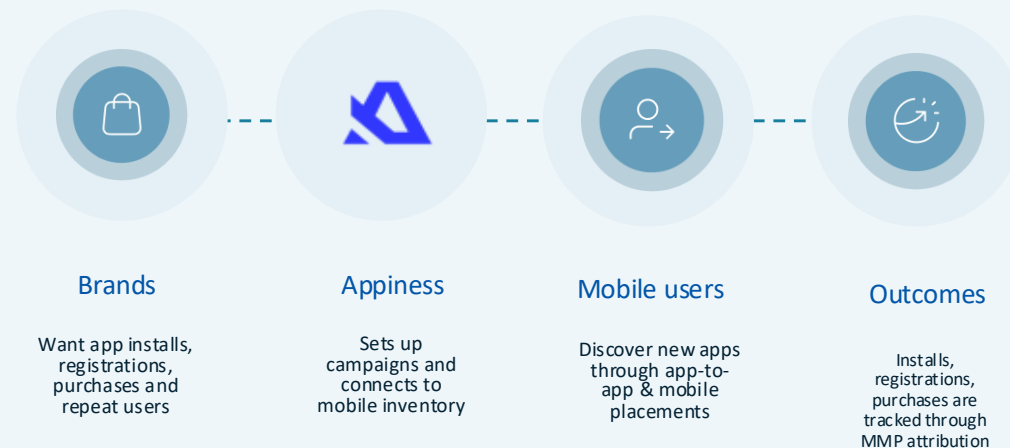 Brands
Want app installs,
registrations,
purchases and
repeat users
Appiness
Sets up
campaigns and
connects to
mobile inventory
Mobile users
Discover new apps
through app-to-
app & mobile
placements
Outcomes
Installs,
registrations,
purchases are
tracked through
MMP attribution